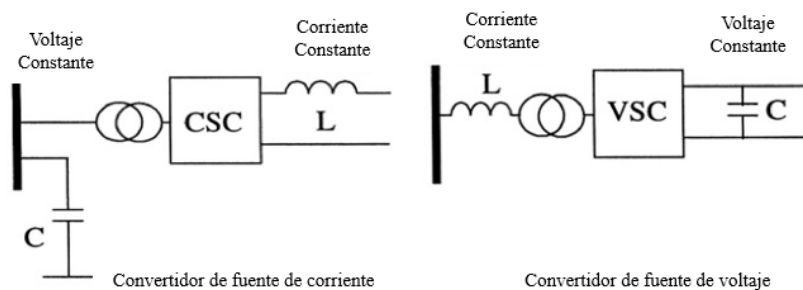 Voltaje
Constante
Corriente
Constante
CSC
L
C
Convertidor de fuente de corriente
Corriente
Constante
Voltaje
Constante
L
VSC
C
Convertidor de fuente de voltaje